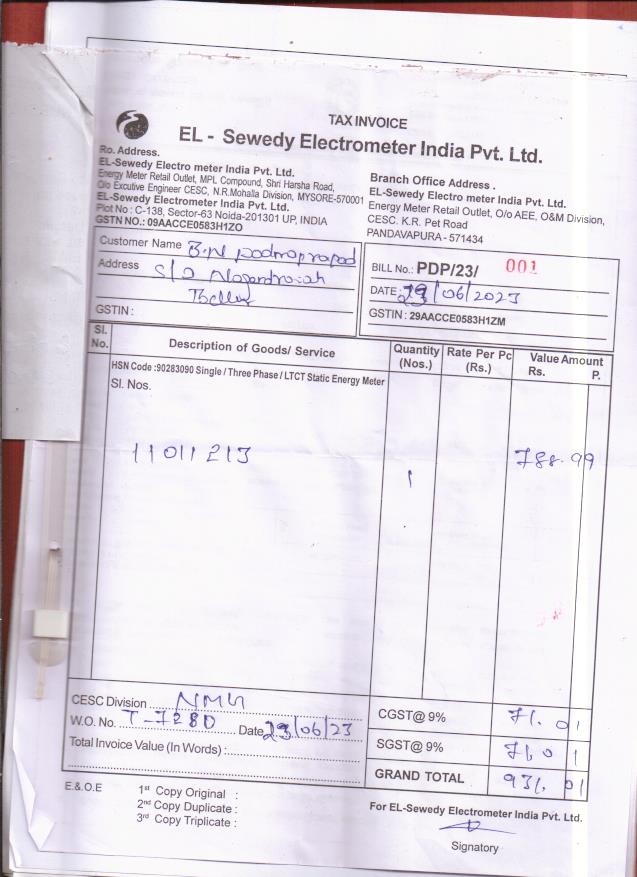 TAX INVOICE
EL - Sewedy Electrometer India Pvt. Ltd.
Ro. Address.
EL-Sewedy Electro meter India Pvt. Ltd.
Energy Meter Retail Outlet, MPL Compound, Shri Harsha Road,
O/o Excutive Engineer CESC, N.R.Mohalla Division, MYSORE-570001
EL-Sewedy Electrometer India Pvt. Ltd.
Plot No : C-138, Sector-63 Noida-201301 UP, INDIA
GSTN NO.: 09AACCE0583H1ZO
Branch Office Address .
EL-Sewedy Electro meter India Pvt. Ltd.
Energy Meter Retail Outlet, O/o AEE, O&M Division,
CESC. K.R. Pet Road
PANDAVAPURA - 571434
Customer Name B.N
Address S/o
GSTIN :
BILL No.: PDP/23/ 001
DATE : 29/06/2023
GSTIN : 29AACCE0583H1ZM
Sl. No. Description of Goods/ Service Quantity (Nos.) Rate Per Pc (Rs.) Value Amount Rs. P.
HSN Code :90283090 Single / Three Phase / LTCT Static Energy Meter
Sl. Nos.
11011213 1 788.99
CESC Division
W.O. No. T-7280 Date 29/06/23
Total Invoice Value (In Words) :
CGST@ 9% 71.01
SGST@ 9% 71.01
GRAND TOTAL 931.01
E.& .O.E
1st Copy Original :
2nd Copy Duplicate :
3rd Copy Triplicate :
For EL-Sewedy Electrometer India Pvt. Ltd.
Signatory